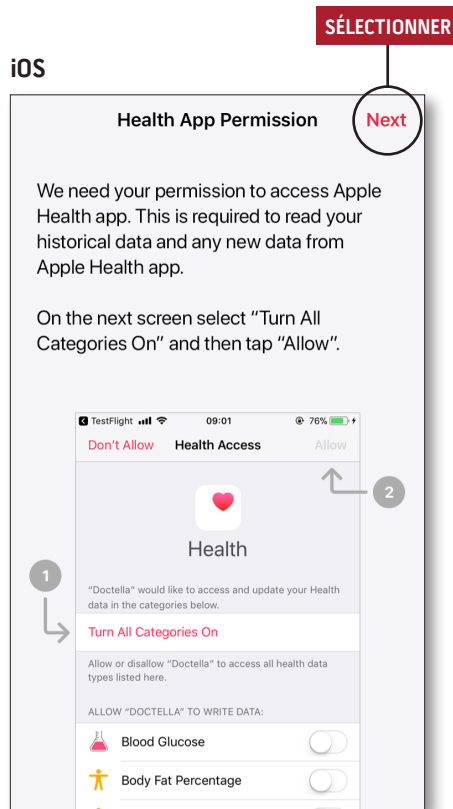 SÉLECTIONNER
iOS
Health App Permission
Next
We need your permission to access Apple
Health app. This is required to read your
historical data and any new data from
Apple Health app.
On the next screen select “Turn All
Categories On” and then tap “Allow”.
TestFlight 09:01 76%
Don't Allow Health Access Allow
2
Health
1
"Doctella" would like to access and update your Health
data in the categories below.
Turn All Categories On
Allow or disallow "Doctella" to access all health data
types listed here.
ALLOW "DOCTELLA" TO WRITE DATA:
Blood Glucose
Body Fat Percentage